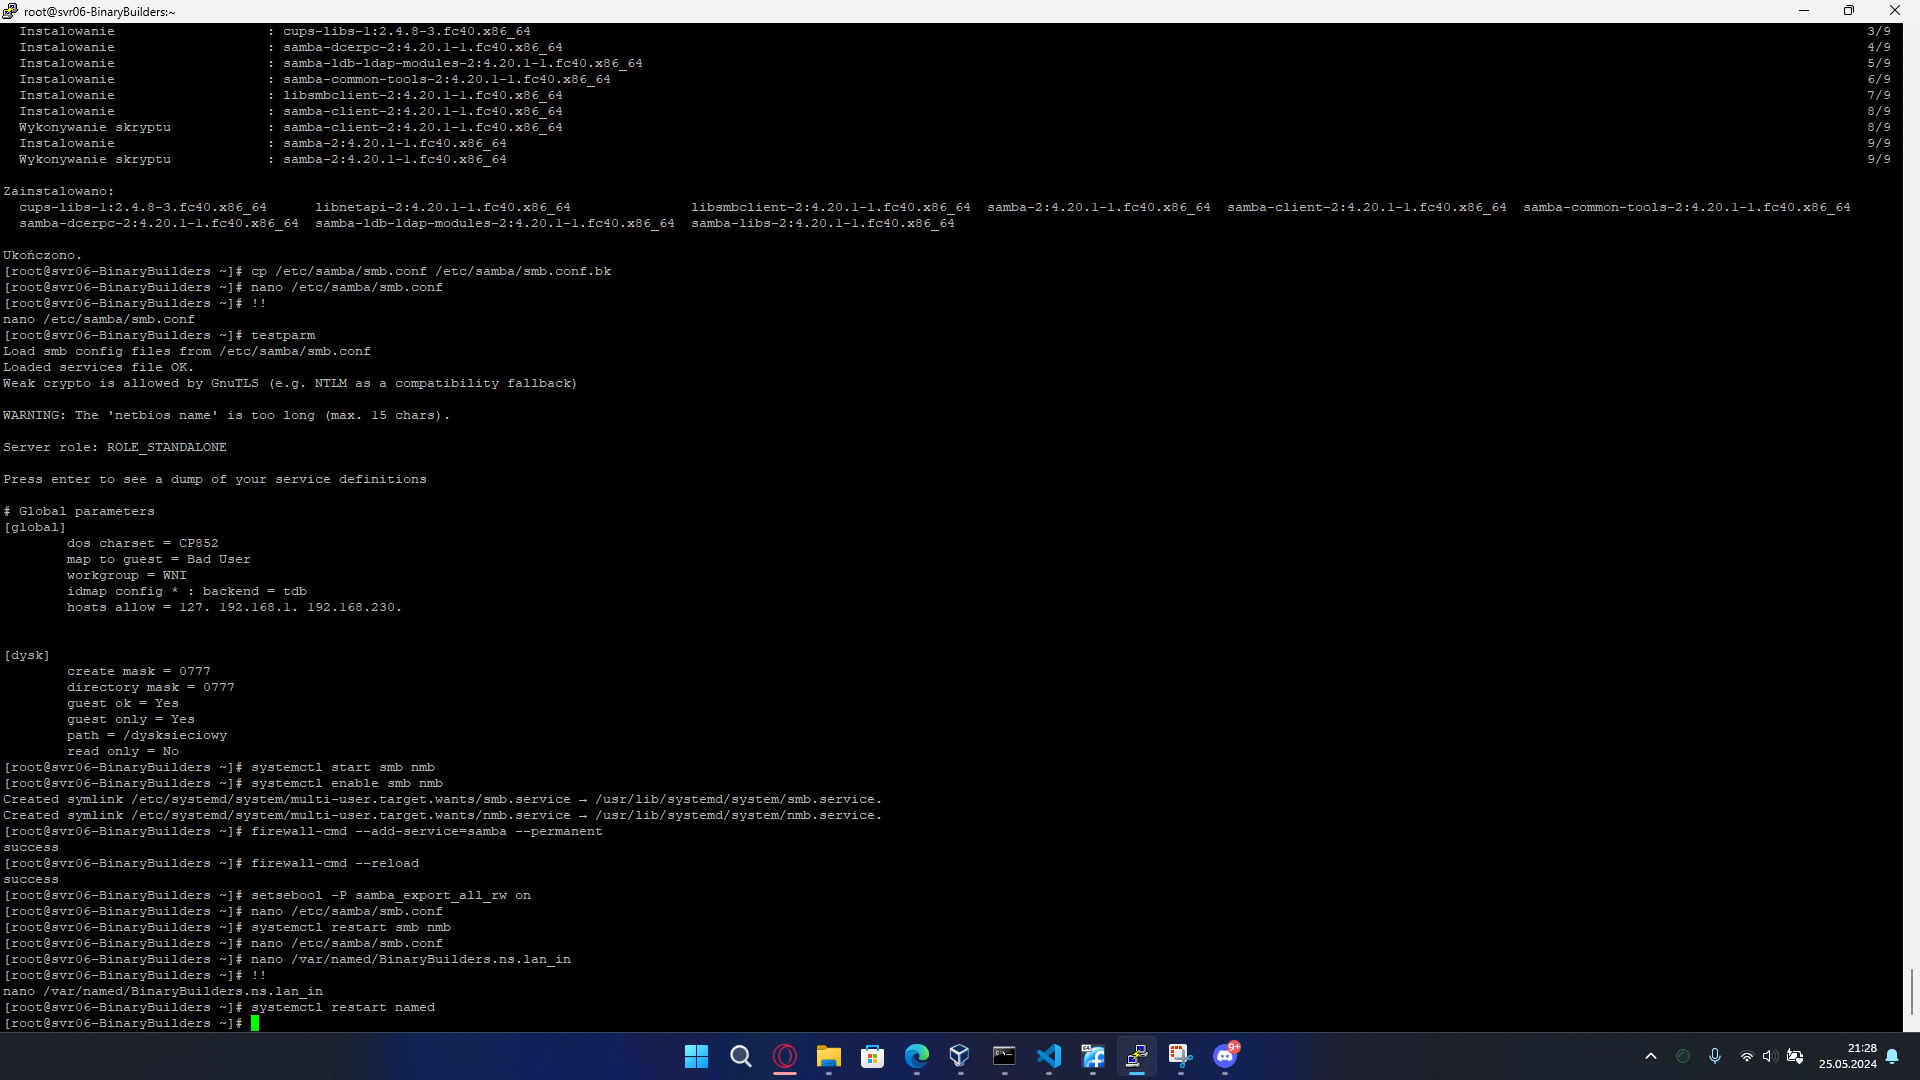 root@svr06-BinaryBuilders:~
Instalowanie : cups-libs-1:2.4.8-3.fc40.x86_64 3/9
Instalowanie : samba-dcerpc-2:4.20.1-1.fc40.x86_64 4/9
Instalowanie : samba-ldb-ldap-modules-2:4.20.1-1.fc40.x86_64 5/9
Instalowanie : samba-common-tools-2:4.20.1-1.fc40.x86_64 6/9
Instalowanie : libsmbclient-2:4.20.1-1.fc40.x86_64 7/9
Instalowanie : samba-client-2:4.20.1-1.fc40.x86_64 8/9
Wykonywanie skryptu : samba-client-2:4.20.1-1.fc40.x86_64 8/9
Instalowanie : samba-2:4.20.1-1.fc40.x86_64 9/9
Wykonywanie skryptu : samba-2:4.20.1-1.fc40.x86_64 9/9
Zainstalowano:
cups-libs-1:2.4.8-3.fc40.x86_64 libnetapi-2:4.20.1-1.fc40.x86_64 libsmbclient-2:4.20.1-1.fc40.x86_64 samba-2:4.20.1-1.fc40.x86_64 samba-client-2:4.20.1-1.fc40.x86_64 samba-common-tools-2:4.20.1-1.fc40.x86_64
samba-dcerpc-2:4.20.1-1.fc40.x86_64 samba-ldb-ldap-modules-2:4.20.1-1.fc40.x86_64 samba-libs-2:4.20.1-1.fc40.x86_64
Ukończono.
[root@svr06-BinaryBuilders ~]# cp /etc/samba/smb.conf /etc/samba/smb.conf.bk
[root@svr06-BinaryBuilders ~]# nano /etc/samba/smb.conf
[root@svr06-BinaryBuilders ~]# !!
nano /etc/samba/smb.conf
[root@svr06-BinaryBuilders ~]# testparm
Load smb config files from /etc/samba/smb.conf
Loaded services file OK.
Weak crypto is allowed by GnuTLS (e.g. NTLM as a compatibility fallback)
WARNING: The 'netbios name' is too long (max. 15 chars).
Server role: ROLE_STANDALONE
Press enter to see a dump of your service definitions
# Global parameters
[global]
dos charset = CP852
map to guest = Bad User
workgroup = WNI
idmap config * : backend = tdb
hosts allow = 127. 192.168.1. 192.168.230.
[dysk]
create mask = 0777
directory mask = 0777
guest ok = Yes
guest only = Yes
path = /dysksieciowy
read only = No
[root@svr06-BinaryBuilders ~]# systemctl start smb nmb
[root@svr06-BinaryBuilders ~]# systemctl enable smb nmb
Created symlink /etc/systemd/system/multi-user.target.wants/smb.service → /usr/lib/systemd/system/smb.service.
Created symlink /etc/systemd/system/multi-user.target.wants/nmb.service → /usr/lib/systemd/system/nmb.service.
[root@svr06-BinaryBuilders ~]# firewall-cmd --add-service=samba --permanent
success
[root@svr06-BinaryBuilders ~]# firewall-cmd --reload
success
[root@svr06-BinaryBuilders ~]# setsebool -P samba_export_all_rw on
[root@svr06-BinaryBuilders ~]# nano /etc/samba/smb.conf
[root@svr06-BinaryBuilders ~]# systemctl restart smb nmb
[root@svr06-BinaryBuilders ~]# nano /etc/samba/smb.conf
[root@svr06-BinaryBuilders ~]# nano /var/named/BinaryBuilders.ns.lan_in
[root@svr06-BinaryBuilders ~]# !!
nano /var/named/BinaryBuilders.ns.lan_in
[root@svr06-BinaryBuilders ~]# systemctl restart named
[root@svr06-BinaryBuilders ~]#
64
9+
21:28
25.05.2024